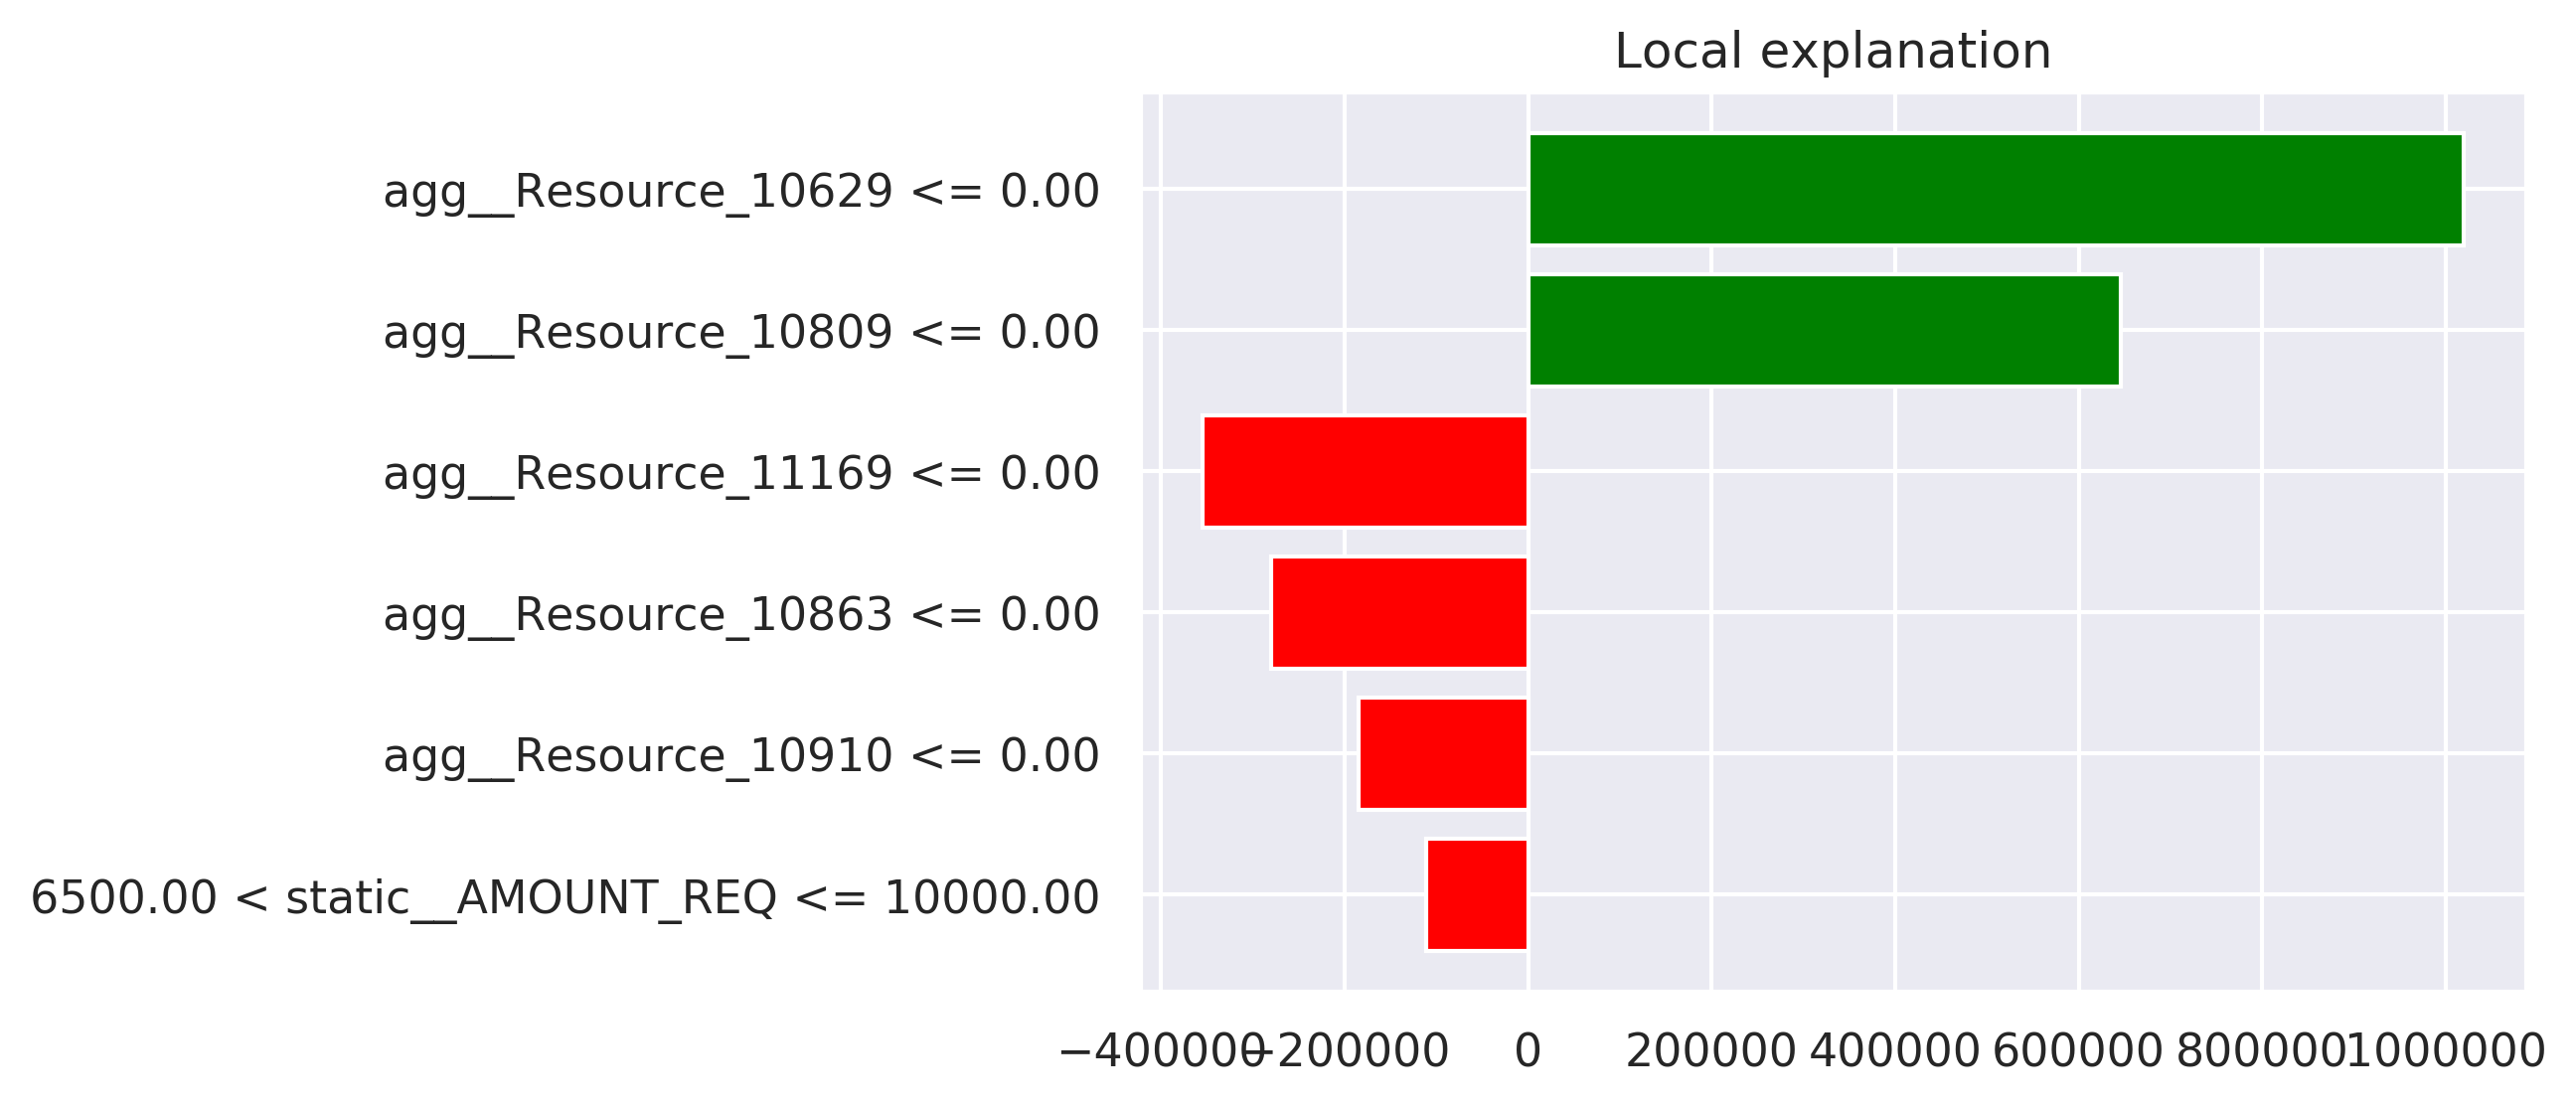 Local explanation
agg__Resource_10629 <= 0.00
agg__Resource_10809 <= 0.00
agg__Resource_11169 <= 0.00
agg__Resource_10863 <= 0.00
agg__Resource_10910 <= 0.00
6500.00 < static__AMOUNT_REQ <= 10000.00
−400000 −200000 0 200000 400000 600000 800000 1000000